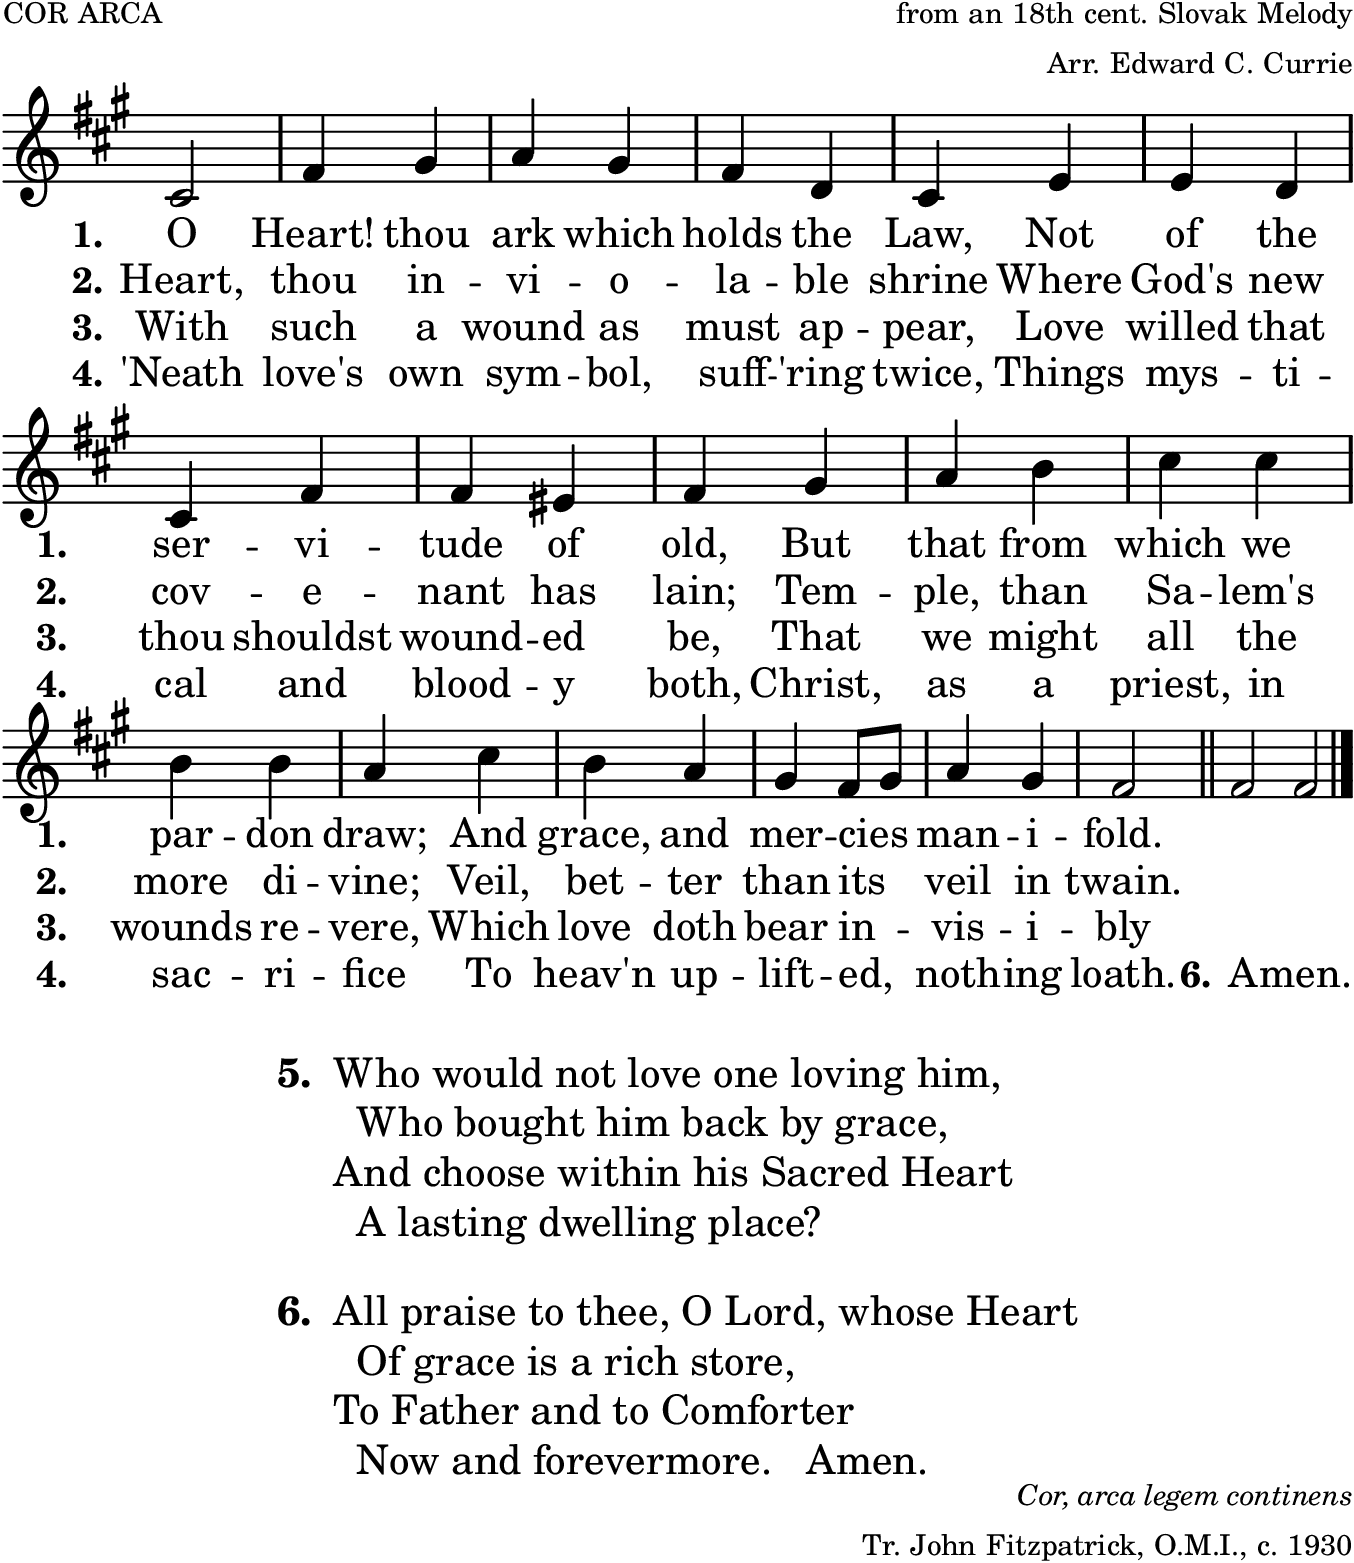 COR ARCA
from an 18th cent. Slovak Melody
Arr. Edward C. Currie
1. O Heart! thou ark which holds the Law, Not of the
2. Heart, thou in - vi - o - la - ble shrine Where God's new
3. With such a wound as must ap - pear, Love willed that
4. 'Neath love's own sym - bol, suff - 'ring twice, Things mys - ti -
1. ser - vi - tude of old, But that from which we
2. cov - e - nant has lain; Tem - ple, than Sa - lem's
3. thou shouldst wound - ed be, That we might all the
4. cal and blood - y both, Christ, as a priest, in
1. par - don draw; And grace, and mer - cies man - i - fold.
2. more di - vine; Veil, bet - ter than its veil in twain.
3. wounds re - vere, Which love doth bear in - vis - i - bly
4. sac - ri - fice To heav'n up - lift - ed, nothing loath. 6. Amen.
5. Who would not love one loving him,
Who bought him back by grace,
And choose within his Sacred Heart
A lasting dwelling place?
6. All praise to thee, O Lord, whose Heart
Of grace is a rich store,
To Father and to Comforter
Now and forevermore. Amen.
Cor, arca legem continens
Tr. John Fitzpatrick, O.M.I., c. 1930